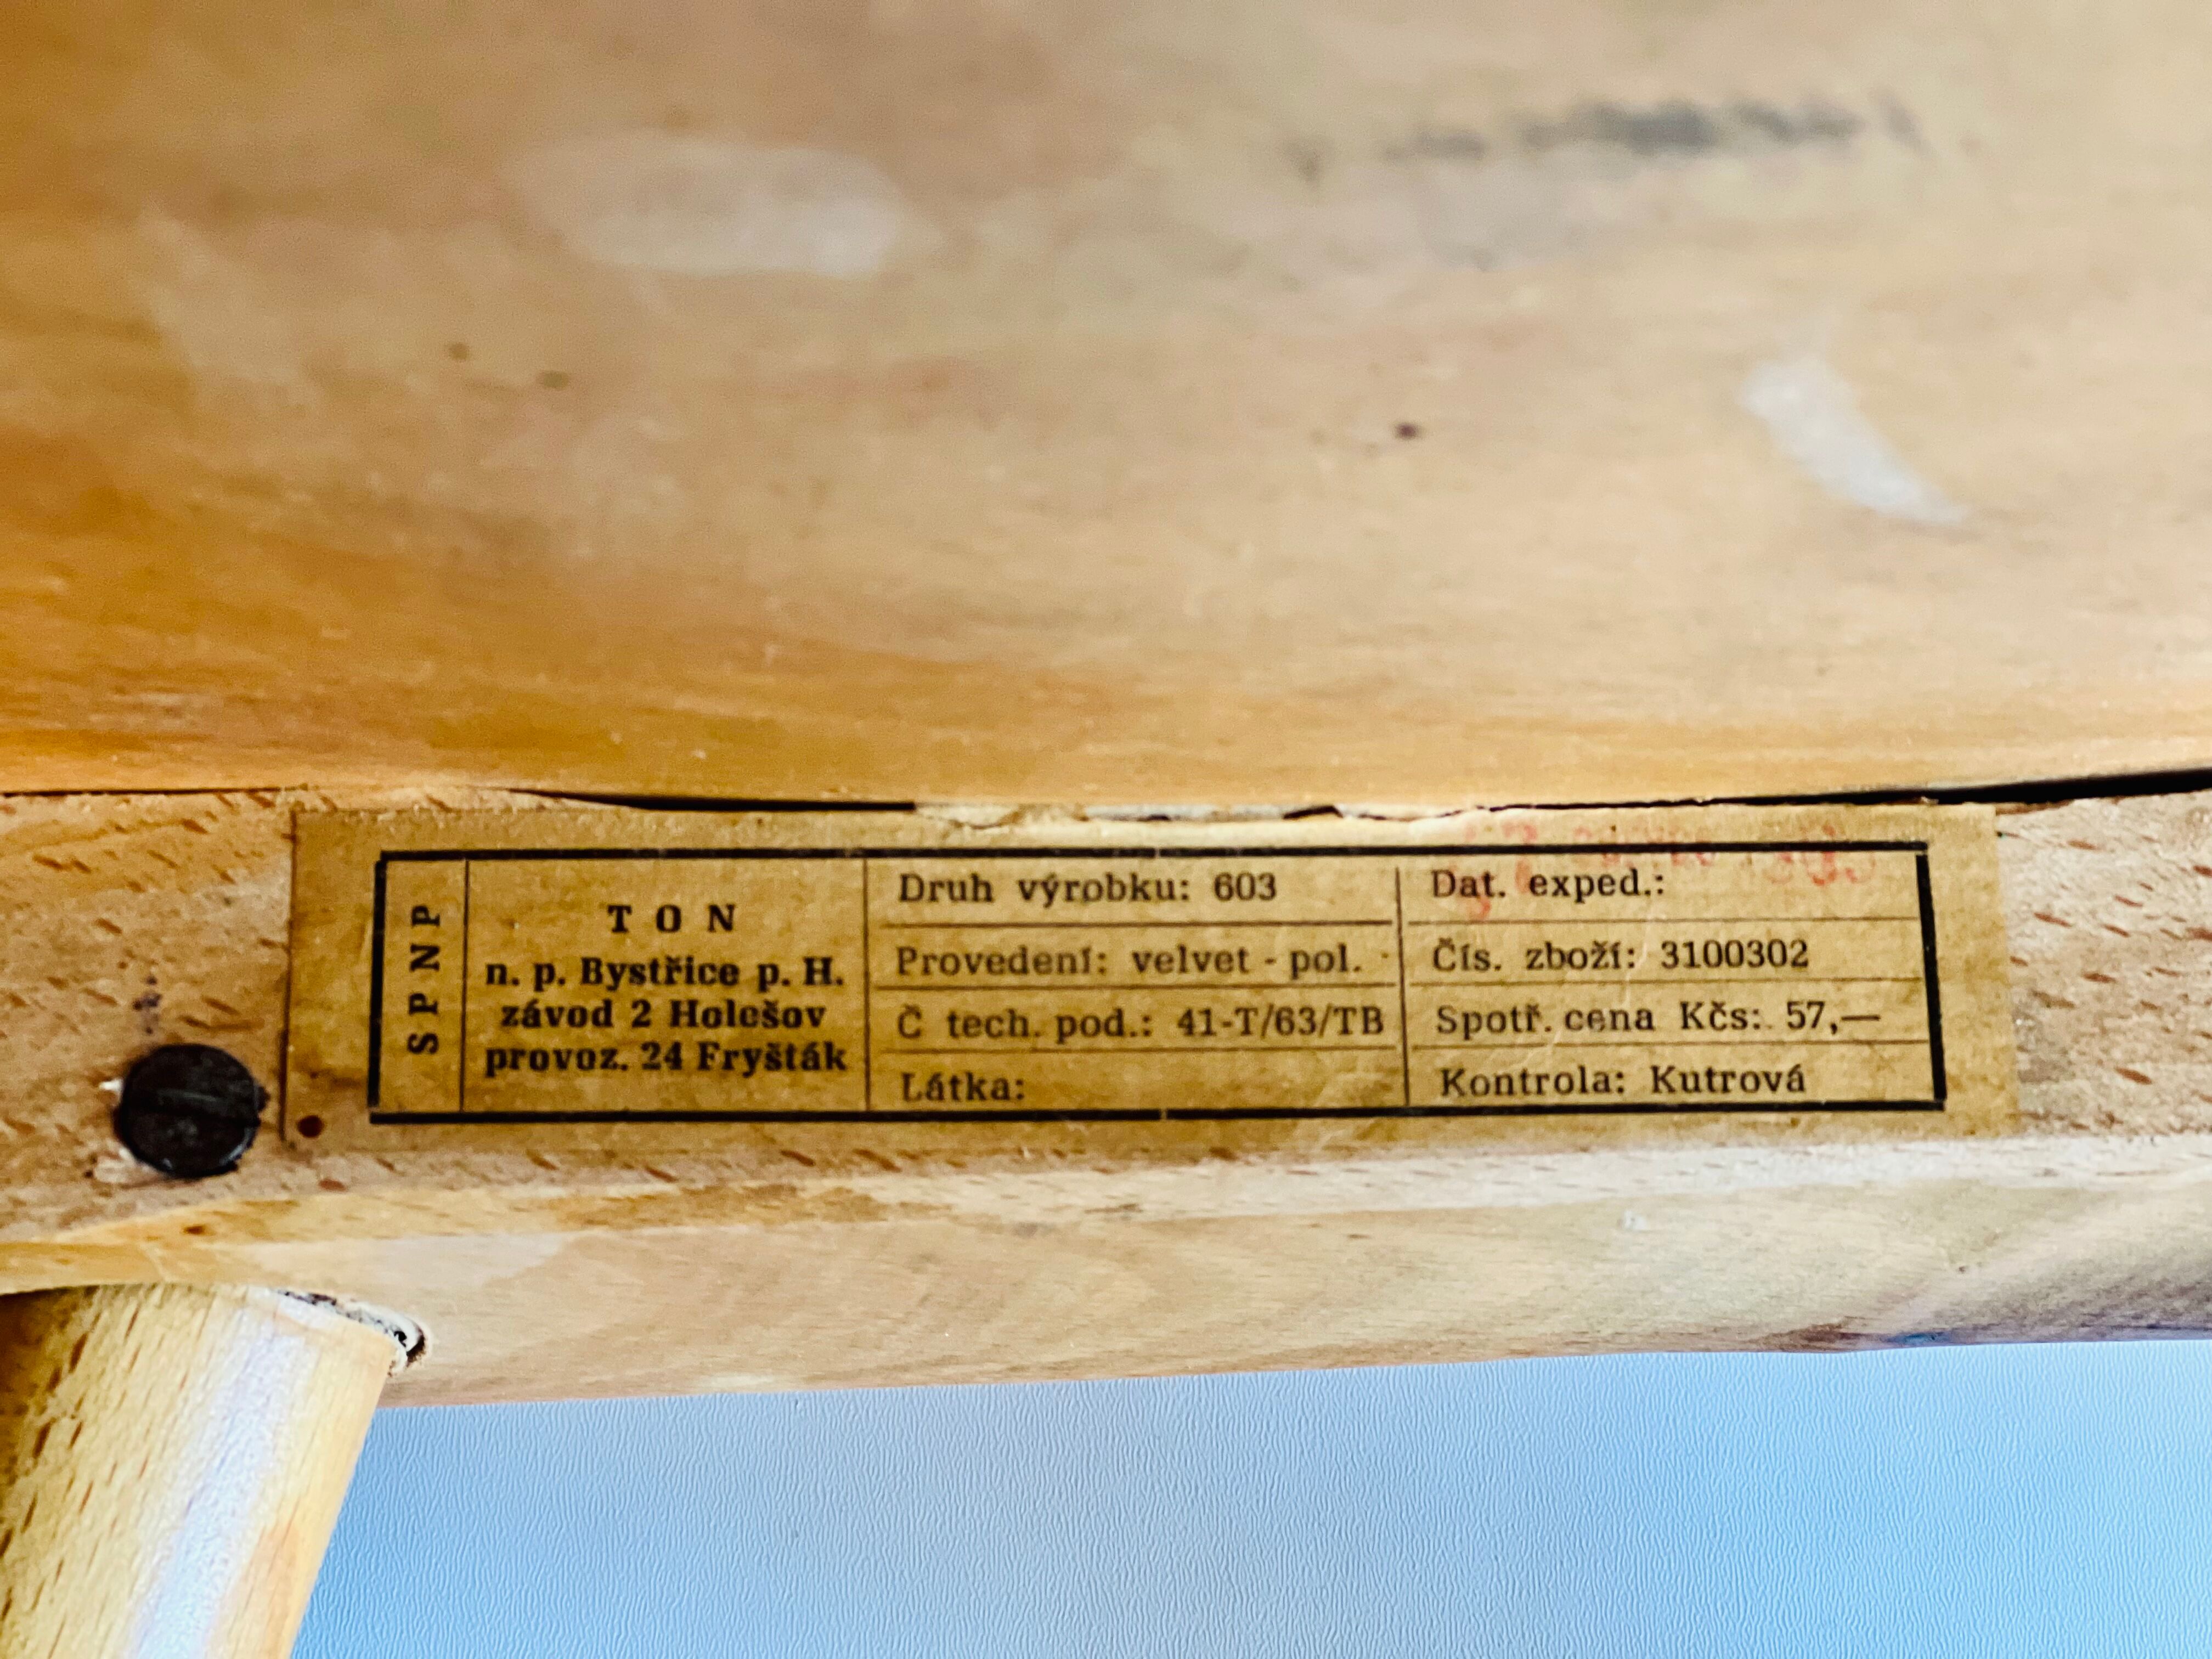 SPNP
TON
n. p. Bystřice p. H.
závod 2 Holešov
provoz. 24 Fryšták
Druh výrobku: 603
Provedení: velvet - pol.
Č tech. pod.: 41-T/63/TB
Látka:
Dat. exped.:
Čís. zboží: 3100302
Spotř. cena Kčs: 57,—
Kontrola: Kutrová